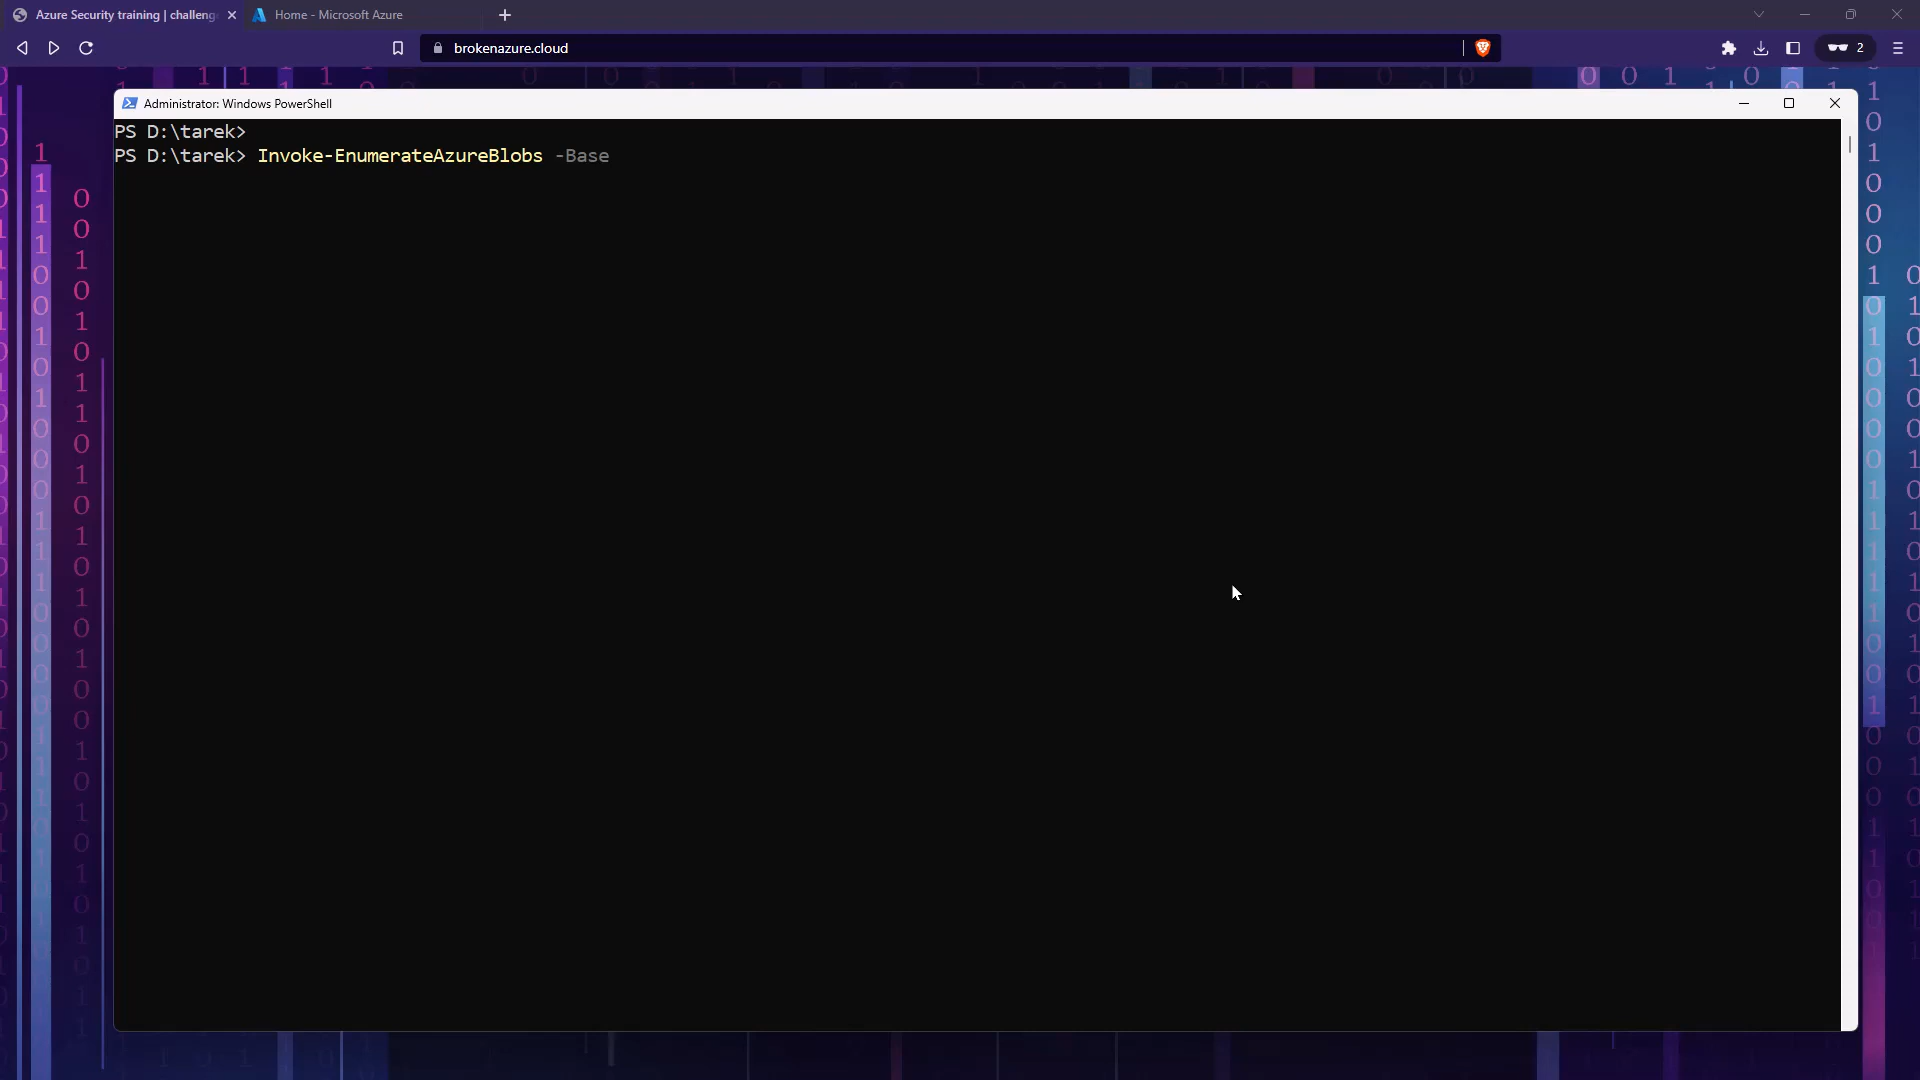 Azure Security training | challeng
Home - Microsoft Azure
brokenazure.cloud
2
Administrator: Windows PowerShell
PS D:\tarek>
PS D:\tarek> Invoke-EnumerateAzureBlobs -Base